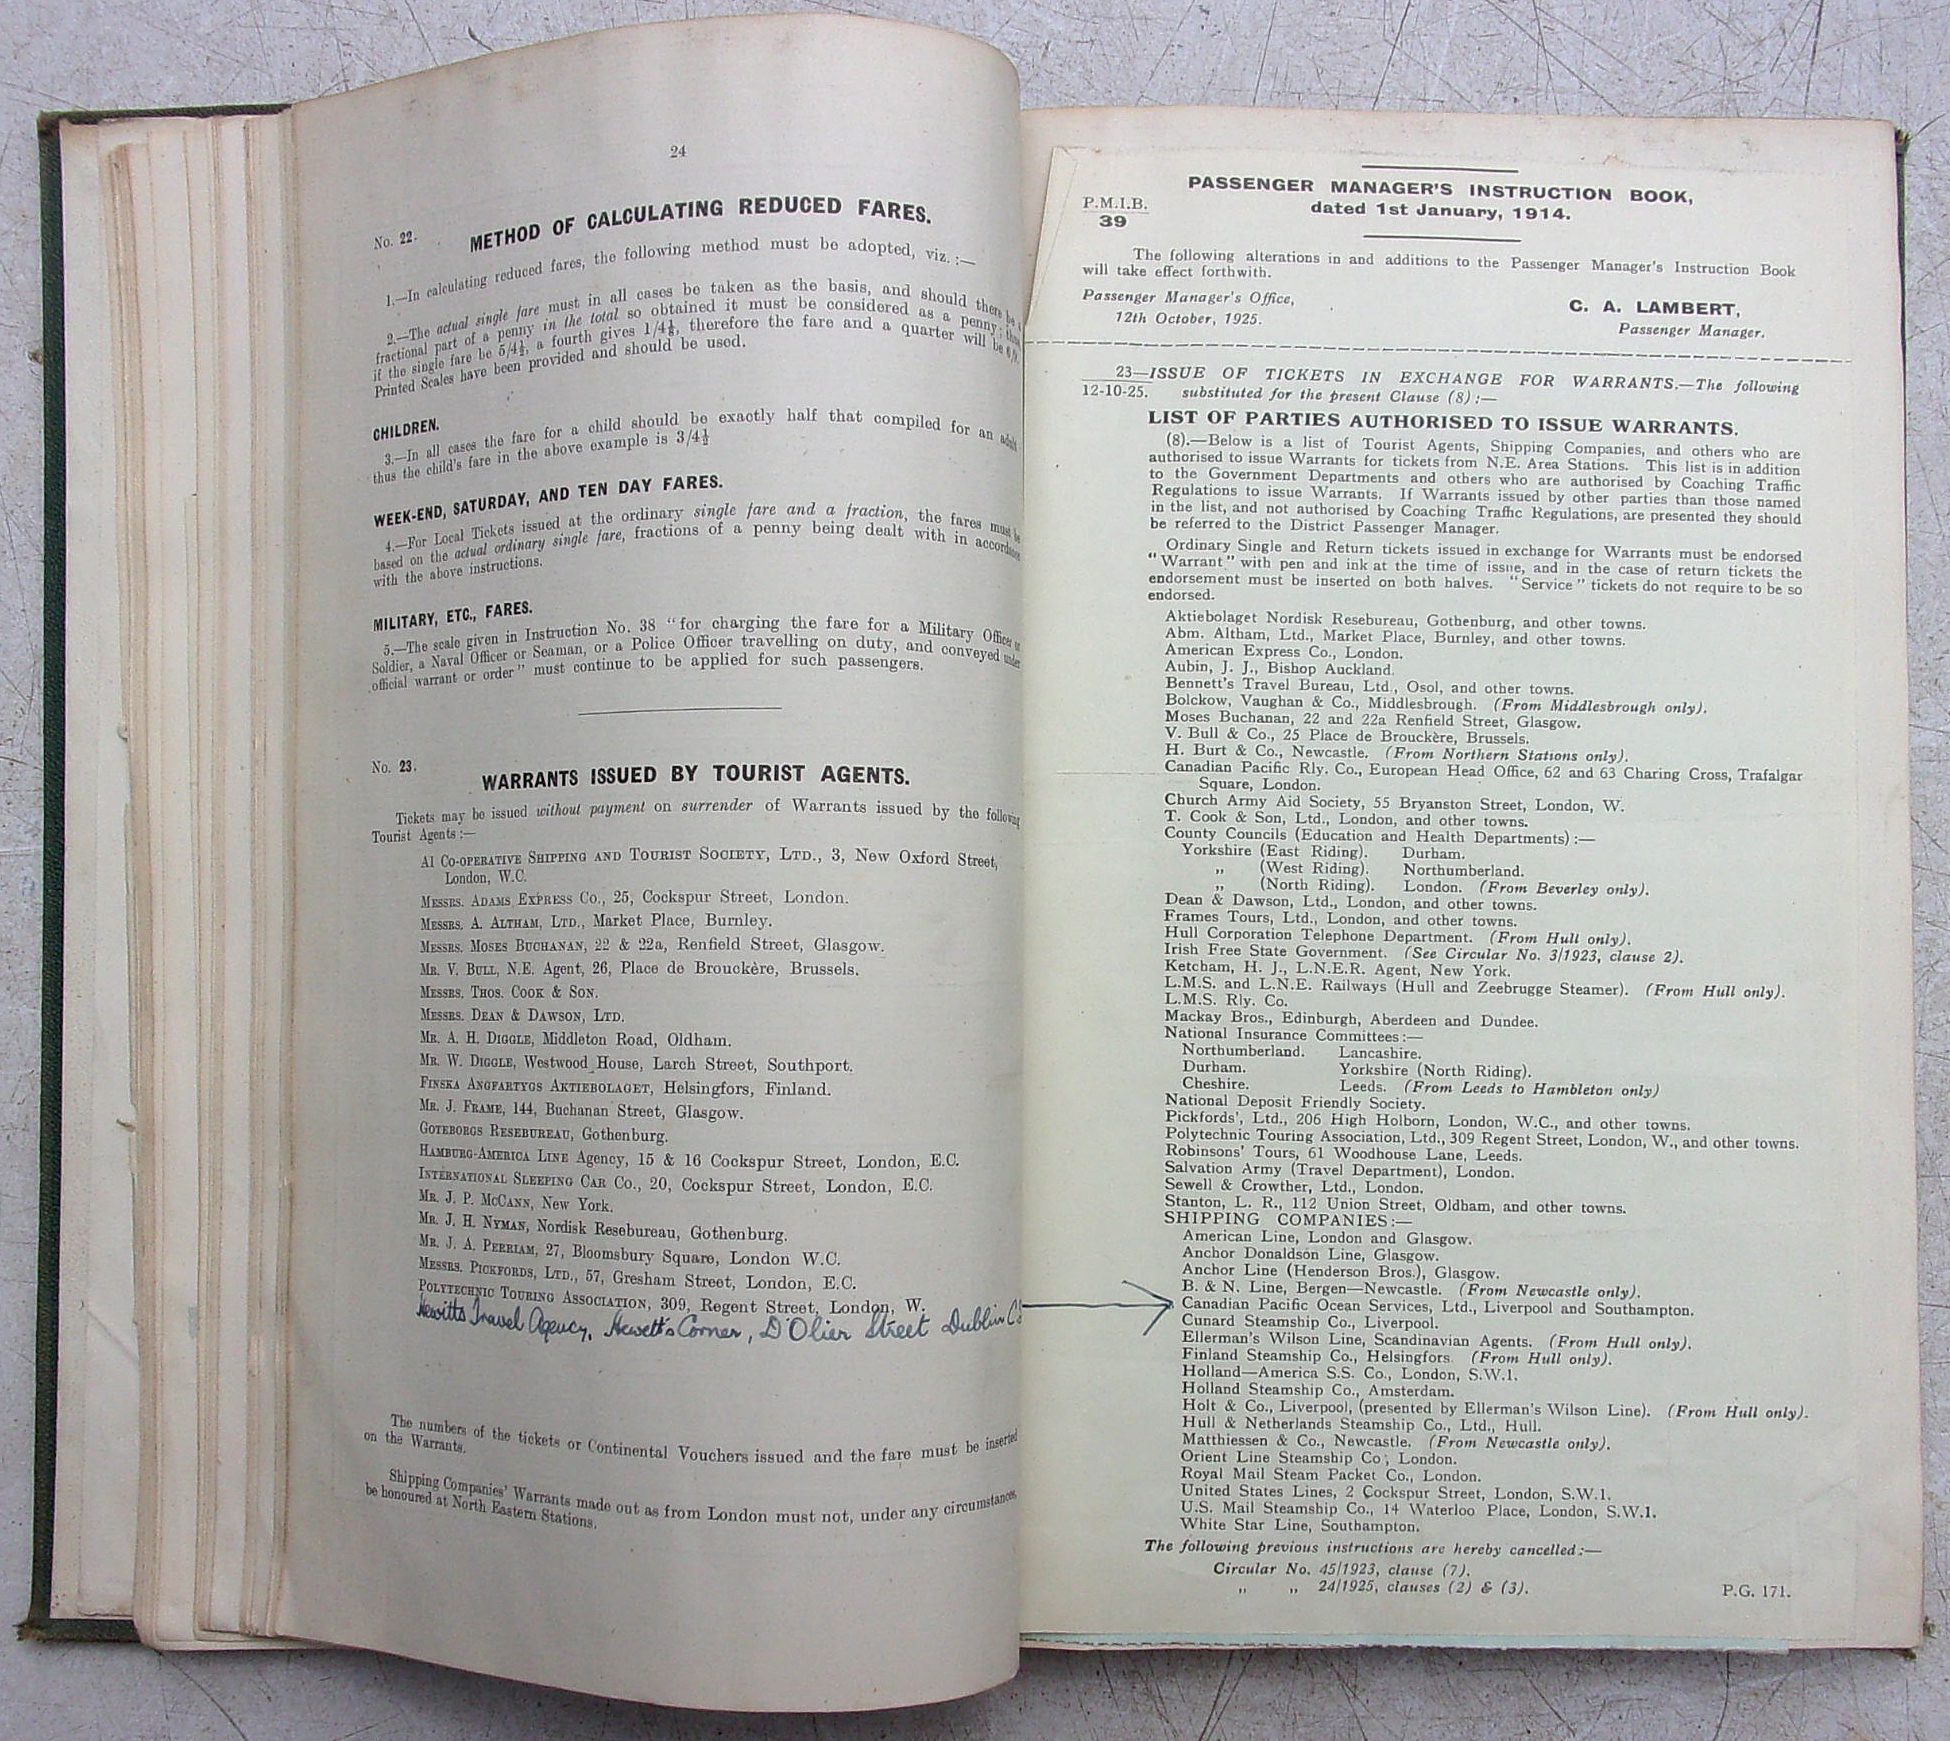 24
No. 22.
METHOD OF CALCULATING REDUCED FARES.
1.—In calculating reduced fares, the following method must be adopted, viz.:—
2.—The actual single fare must in all cases be taken as the basis, and should there be a
fractional part of a penny in the total so obtained it must be considered as a penny; thus
if the single fare be 5/4½, a fourth gives 1/4⅛, therefore the fare and a quarter will be 6/9.
Printed Scales have been provided and should be used.
CHILDREN.
3.—In all cases the fare for a child should be exactly half that compiled for an adult
thus the child's fare in the above example is 3/4½
WEEK-END, SATURDAY, AND TEN DAY FARES.
4.—For Local Tickets issued at the ordinary single fare and a fraction, the fares must be
based on the actual ordinary single fare, fractions of a penny being dealt with in accordance
with the above instructions.
MILITARY, ETC., FARES.
5.—The scale given in Instruction No. 38 "for charging the fare for a Military Officer or
Soldier, a Naval Officer or Seaman, or a Police Officer travelling on duty, and conveyed under
official warrant or order" must continue to be applied for such passengers.
No. 23.
WARRANTS ISSUED BY TOURIST AGENTS.
Tickets may be issued without payment on surrender of Warrants issued by the following
Tourist Agents:—
A1 Co-operative Shipping and Tourist Society, Ltd., 3, New Oxford Street,
London, W.C.
Messrs. Adams Express Co., 25, Cockspur Street, London.
Messrs. A. Altham, Ltd., Market Place, Burnley.
Messrs. Moses Buchanan, 22 & 22a, Renfield Street, Glasgow.
Mr. V. Bull, N.E. Agent, 26, Place de Brouckère, Brussels.
Messrs. Thos. Cook & Son.
Messrs. Dean & Dawson, Ltd.
Mr. A. H. Diggle, Middleton Road, Oldham.
Mr. W. Diggle, Westwood House, Larch Street, Southport.
Finska Angfartygs Aktiebolaget, Helsingfors, Finland.
Mr. J. Frame, 144, Buchanan Street, Glasgow.
Goteborgs Resebureau, Gothenburg.
Hamburg-America Line Agency, 15 & 16 Cockspur Street, London, E.C.
International Sleeping Car Co., 20, Cockspur Street, London, E.C.
Mr. J. P. McCann, New York.
Mr. J. H. Nyman, Nordisk Resebureau, Gothenburg.
Mr. J. A. Perriam, 27, Bloomsbury Square, London W.C.
Messrs. Pickfords, Ltd., 57, Gresham Street, London, E.C.
Polytechnic Touring Association, 309, Regent Street, London, W.
Hewitts Travel Agency, Hewett's Corner, D'Olier Street Dublin
The numbers of the tickets or Continental Vouchers issued and the fare must be inserted
on the Warrants.
Shipping Companies' Warrants made out as from London must not, under any circumstances,
be honoured at North Eastern Stations.
PASSENGER MANAGER'S INSTRUCTION BOOK,
dated 1st January, 1914.
P.M.I.B.
39
The following alterations in and additions to the Passenger Manager's Instruction Book
will take effect forthwith.
Passenger Manager's Office,
12th October, 1925.
C. A. LAMBERT,
Passenger Manager.
23—ISSUE OF TICKETS IN EXCHANGE FOR WARRANTS.—The following
12-10-25. substituted for the present Clause (8):—
LIST OF PARTIES AUTHORISED TO ISSUE WARRANTS.
(8).—Below is a list of Tourist Agents, Shipping Companies, and others who are
authorised to issue Warrants for tickets from N.E. Area Stations. This list is in addition
to the Government Departments and others who are authorised by Coaching Traffic
Regulations to issue Warrants. If Warrants issued by other parties than those named
in the list, and not authorised by Coaching Traffic Regulations, are presented they should
be referred to the District Passenger Manager.
Ordinary Single and Return tickets issued in exchange for Warrants must be endorsed
"Warrant" with pen and ink at the time of issue, and in the case of return tickets the
endorsement must be inserted on both halves. "Service" tickets do not require to be so
endorsed.
Aktiebolaget Nordisk Resebureau, Gothenburg, and other towns.
Abm. Altham, Ltd., Market Place, Burnley, and other towns.
American Express Co., London.
Aubin, J. J., Bishop Auckland.
Bennett's Travel Bureau, Ltd., Osol, and other towns.
Bolckow, Vaughan & Co., Middlesbrough. (From Middlesbrough only).
Moses Buchanan, 22 and 22a Renfield Street, Glasgow.
V. Bull & Co., 25 Place de Brouckère, Brussels.
H. Burt & Co., Newcastle. (From Northern Stations only).
Canadian Pacific Rly. Co., European Head Office, 62 and 63 Charing Cross, Trafalgar
Square, London.
Church Army Aid Society, 55 Bryanston Street, London, W.
T. Cook & Son, Ltd., London, and other towns.
County Councils (Education and Health Departments):—
Yorkshire (East Riding). Durham.
,, (West Riding). Northumberland.
,, (North Riding). London. (From Beverley only).
Dean & Dawson, Ltd., London, and other towns.
Frames Tours, Ltd., London, and other towns.
Hull Corporation Telephone Department. (From Hull only).
Irish Free State Government. (See Circular No. 3/1923, clause 2).
Ketcham, H. J., L.N.E.R. Agent, New York.
L.M.S. and L.N.E. Railways (Hull and Zeebrugge Steamer). (From Hull only).
L.M.S. Rly. Co.
Mackay Bros., Edinburgh, Aberdeen and Dundee.
National Insurance Committees:—
Northumberland. Lancashire.
Durham. Yorkshire (North Riding).
Cheshire. Leeds. (From Leeds to Hambleton only)
National Deposit Friendly Society.
Pickfords', Ltd., 206 High Holborn, London, W.C., and other towns.
Polytechnic Touring Association, Ltd., 309 Regent Street, London, W., and other towns.
Robinsons' Tours, 61 Woodhouse Lane, Leeds.
Salvation Army (Travel Department), London.
Sewell & Crowther, Ltd., London.
Stanton, L. R., 112 Union Street, Oldham, and other towns.
SHIPPING COMPANIES:—
American Line, London and Glasgow.
Anchor Donaldson Line, Glasgow.
Anchor Line (Henderson Bros.), Glasgow.
B. & N. Line, Bergen—Newcastle. (From Newcastle only).
Canadian Pacific Ocean Services, Ltd., Liverpool and Southampton.
Cunard Steamship Co., Liverpool.
Ellerman's Wilson Line, Scandinavian Agents. (From Hull only).
Finland Steamship Co., Helsingfors. (From Hull only).
Holland—America S.S. Co., London, S.W.1.
Holland Steamship Co., Amsterdam.
Holt & Co., Liverpool, (presented by Ellerman's Wilson Line). (From Hull only).
Hull & Netherlands Steamship Co., Ltd., Hull.
Matthiessen & Co., Newcastle. (From Newcastle only).
Orient Line Steamship Co., London.
Royal Mail Steam Packet Co., London.
United States Lines, 2 Cockspur Street, London, S.W.1.
U.S. Mail Steamship Co., 14 Waterloo Place, London, S.W.1.
White Star Line, Southampton.
The following previous instructions are hereby cancelled:—
Circular No. 45/1923, clause (7).
,, ,, 24/1925, clauses (2) & (3).
P.G. 171.